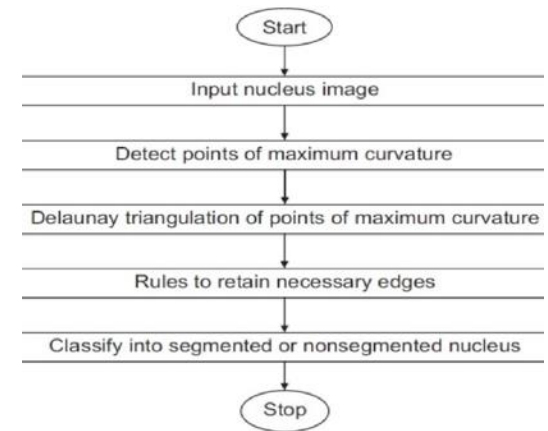 Start
Input nucleus image
Detect points of maximum curvature
Delaunay triangulation of points of maximum curvature
Rules to retain necessary edges
Classify into segmented or nonsegmented nucleus
Stop